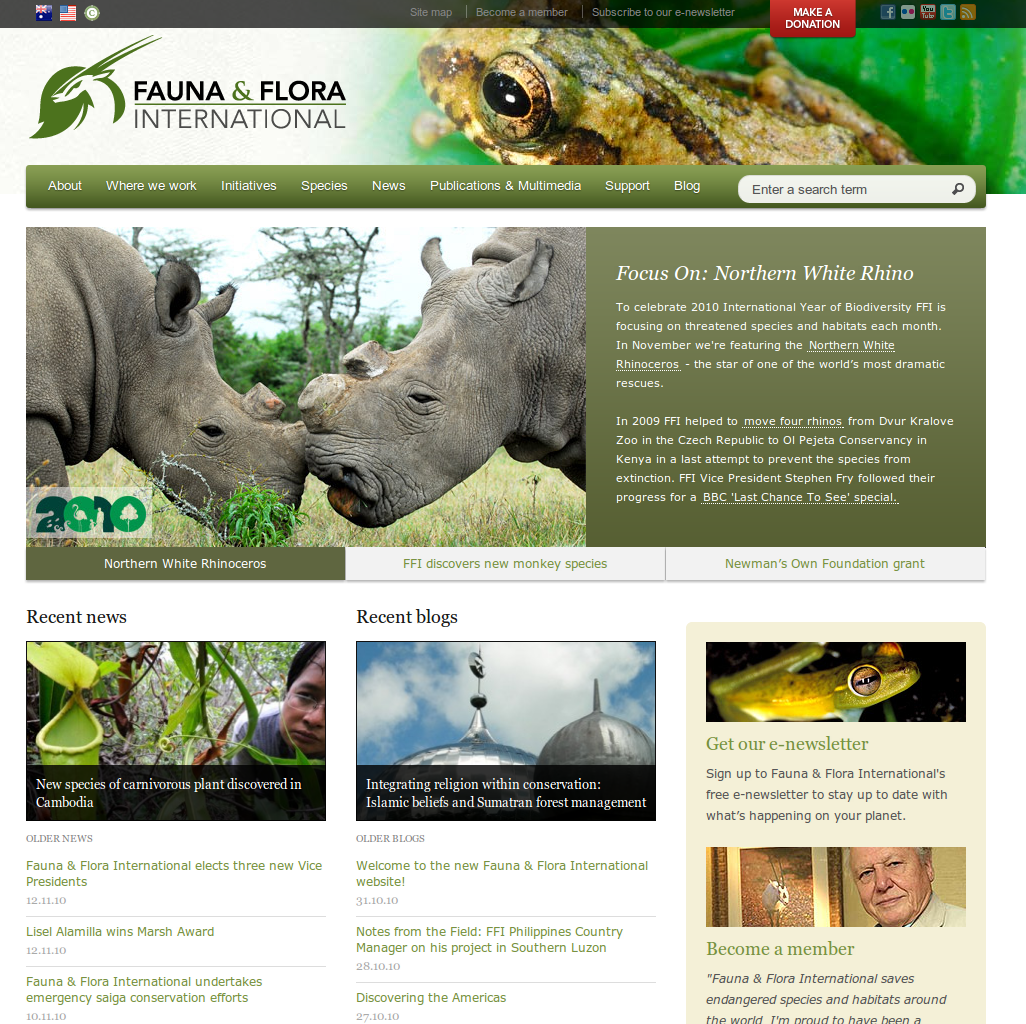 Site map
Become a member
Subscribe to our e-newsletter
MAKE A
DONATION
You
Tube
FAUNA & FLORA
INTERNATIONAL
About
Where we work
Initiatives
Species
News
Publications & Multimedia
Support
Blog
Enter a search term
Focus On: Northern White Rhino
To celebrate 2010 International Year of Biodiversity FFI is
focusing on threatened species and habitats each month.
In November we're featuring the Northern White
Rhinoceros - the star of one of the world’s most dramatic
rescues.
In 2009 FFI helped to move four rhinos from Dvur Kralove
Zoo in the Czech Republic to Ol Pejeta Conservancy in
Kenya in a last attempt to prevent the species from
extinction. FFI Vice President Stephen Fry followed their
progress for a BBC 'Last Chance To See' special.
2010
Northern White Rhinoceros
FFI discovers new monkey species
Newman’s Own Foundation grant
Recent news
New species of carnivorous plant discovered in
Cambodia
OLDER NEWS
Fauna & Flora International elects three new Vice
Presidents
12.11.10
Lisel Alamilla wins Marsh Award
12.11.10
Fauna & Flora International undertakes
emergency saiga conservation efforts
10.11.10
Recent blogs
Integrating religion within conservation:
Islamic beliefs and Sumatran forest management
OLDER BLOGS
Welcome to the new Fauna & Flora International
website!
31.10.10
Notes from the Field: FFI Philippines Country
Manager on his project in Southern Luzon
28.10.10
Discovering the Americas
27.10.10
Get our e-newsletter
Sign up to Fauna & Flora International's
free e-newsletter to stay up to date with
what’s happening on your planet.
Become a member
"Fauna & Flora International saves
endangered species and habitats around
the world. I'm proud to have been a